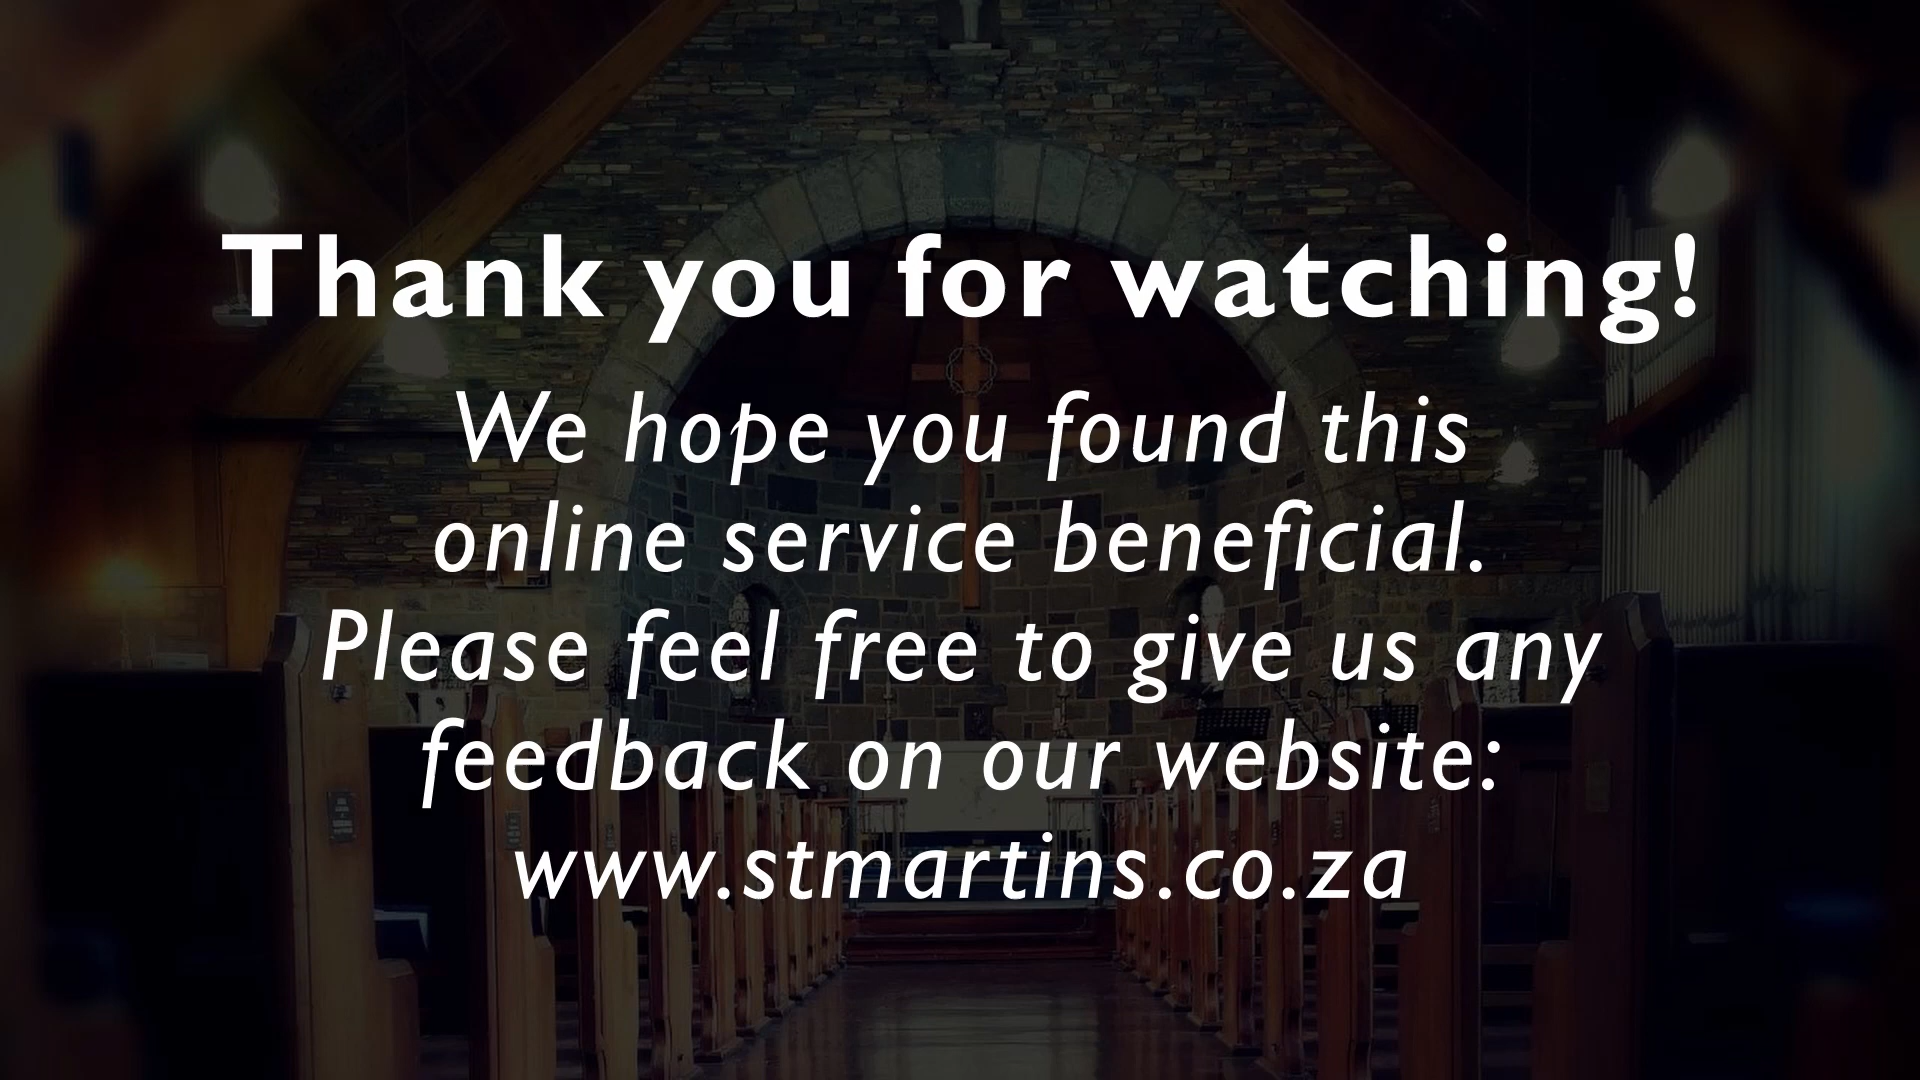 Thank you for watching!
We hope you found this
online service beneficial.
Please feel free to give us any
feedback on our website:
www.stmartins.co.za